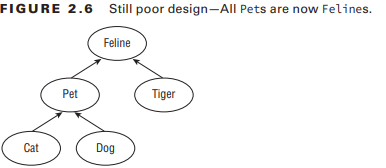 FIGURE 2.6 Still poor design—All Pets are now Felines.
Feline
Pet
Tiger
Cat
Dog